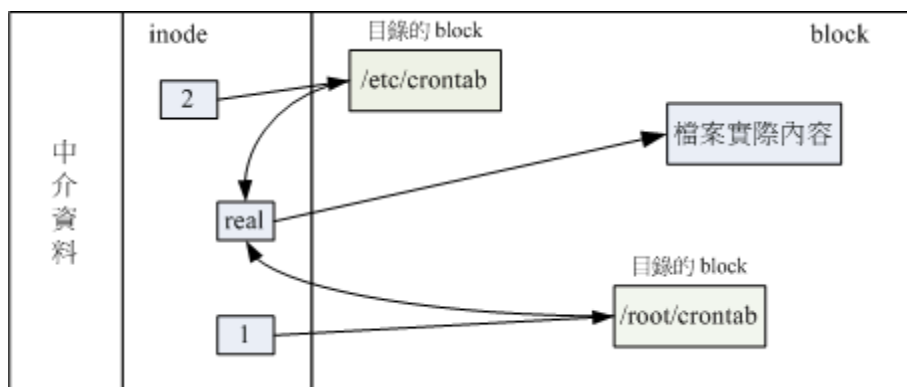 中介資料
inode
目錄的 block
block
/etc/crontab
2
檔案實際內容
real
目錄的 block
/root/crontab
1